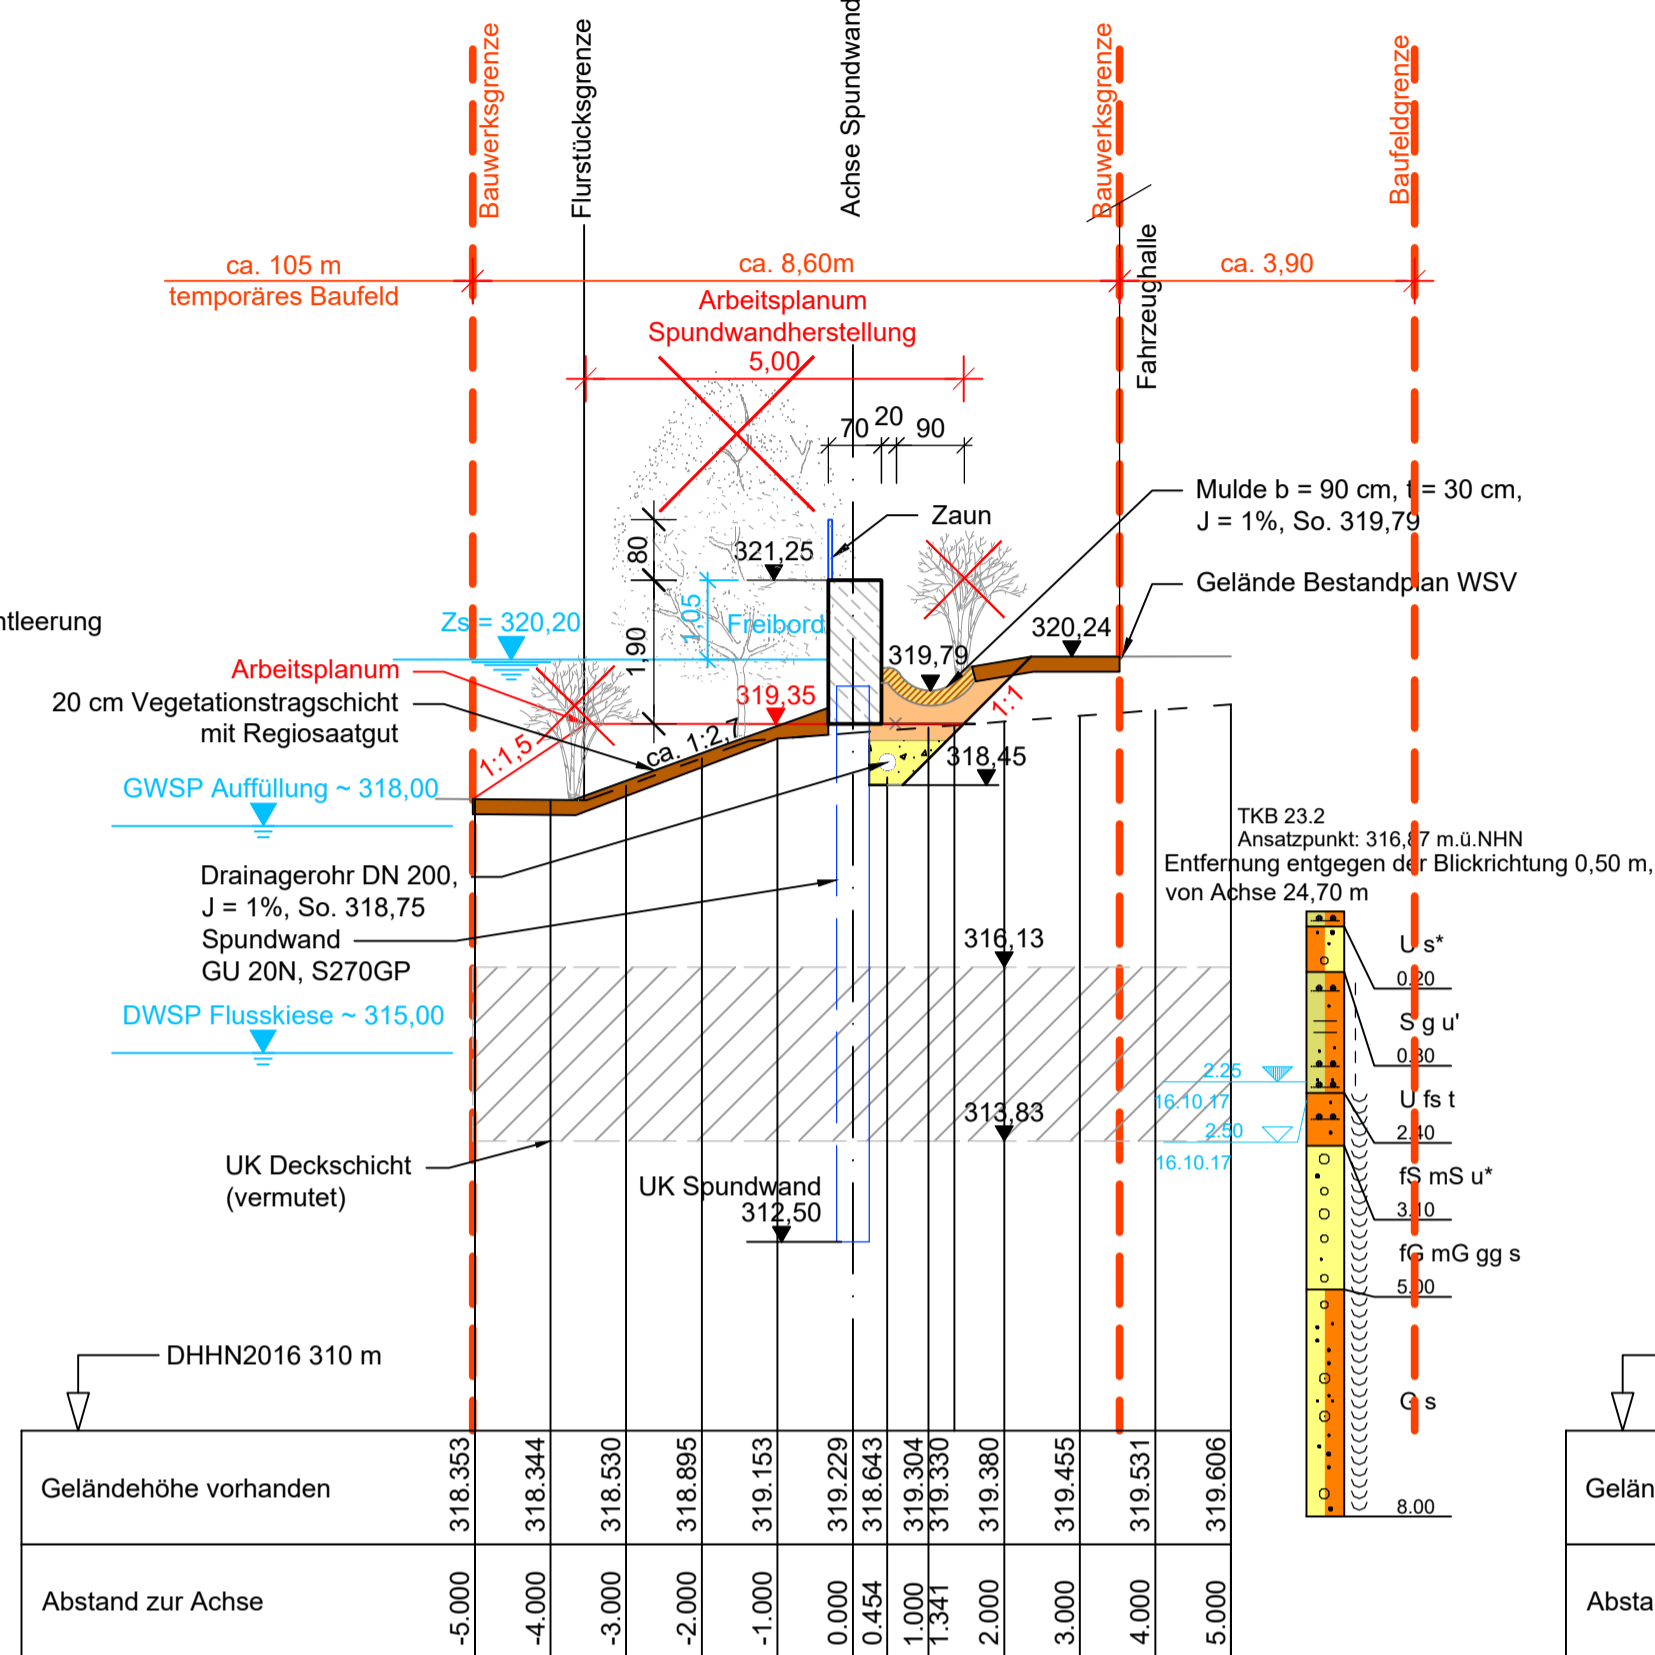 Bauwerksgrenze
Flurstücksgrenze
Achse Spundwand
Bauwerksgrenze
Baufeldgrenze
Fahrzeughalle
ca. 105 m
temporäres Baufeld
ca. 8,60m
ca. 3,90
Arbeitsplanum
Spundwandherstellung
5,00
70
20
90
Mulde b = 90 cm, t = 30 cm,
J = 1%, So. 319,79
Zaun
80
321,25
Gelände Bestandplan WSV
ntleerung
Zs = 320,20
1,90
1,05
Freibord
320,24
319,79
Arbeitsplanum
20 cm Vegetationstragschicht
mit Regiosaatgut
319,35
1:1
1:1,5
ca. 1:2,7
318,45
GWSP Auffüllung ~ 318,00
TKB 23.2
Ansatzpunkt: 316,87 m.ü.NHN
Entfernung entgegen der Blickrichtung 0,50 m,
von Achse 24,70 m
Drainagerohr DN 200,
J = 1%, So. 318,75
Spundwand
GU 20N, S270GP
316,13
U s*
0.20
DWSP Flusskiese ~ 315,00
S g u'
0.80
2.25
16.10.17
U fs t
2.40
313,83
2.50
16.10.17
UK Deckschicht
(vermutet)
fS mS u*
3.10
UK Spundwand
312,50
fG mG gg s
5.00
DHHN2016 310 m
G s
8.00
Geländehöhe vorhanden
318.353
318.344
318.530
318.895
319.153
319.229
318.643
319.304
319.330
319.380
319.455
319.531
319.606
Gelän
Abstand zur Achse
-5.000
-4.000
-3.000
-2.000
-1.000
0.000
0.454
1.000
1.341
2.000
3.000
4.000
5.000
Absta